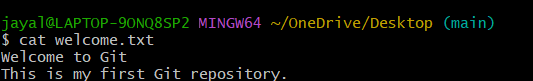 jayal@LAPTOP-9ONQ8SP2 MINGW64 ~/OneDrive/Desktop (main)
$ cat welcome.txt
Welcome to Git
This is my first Git repository.